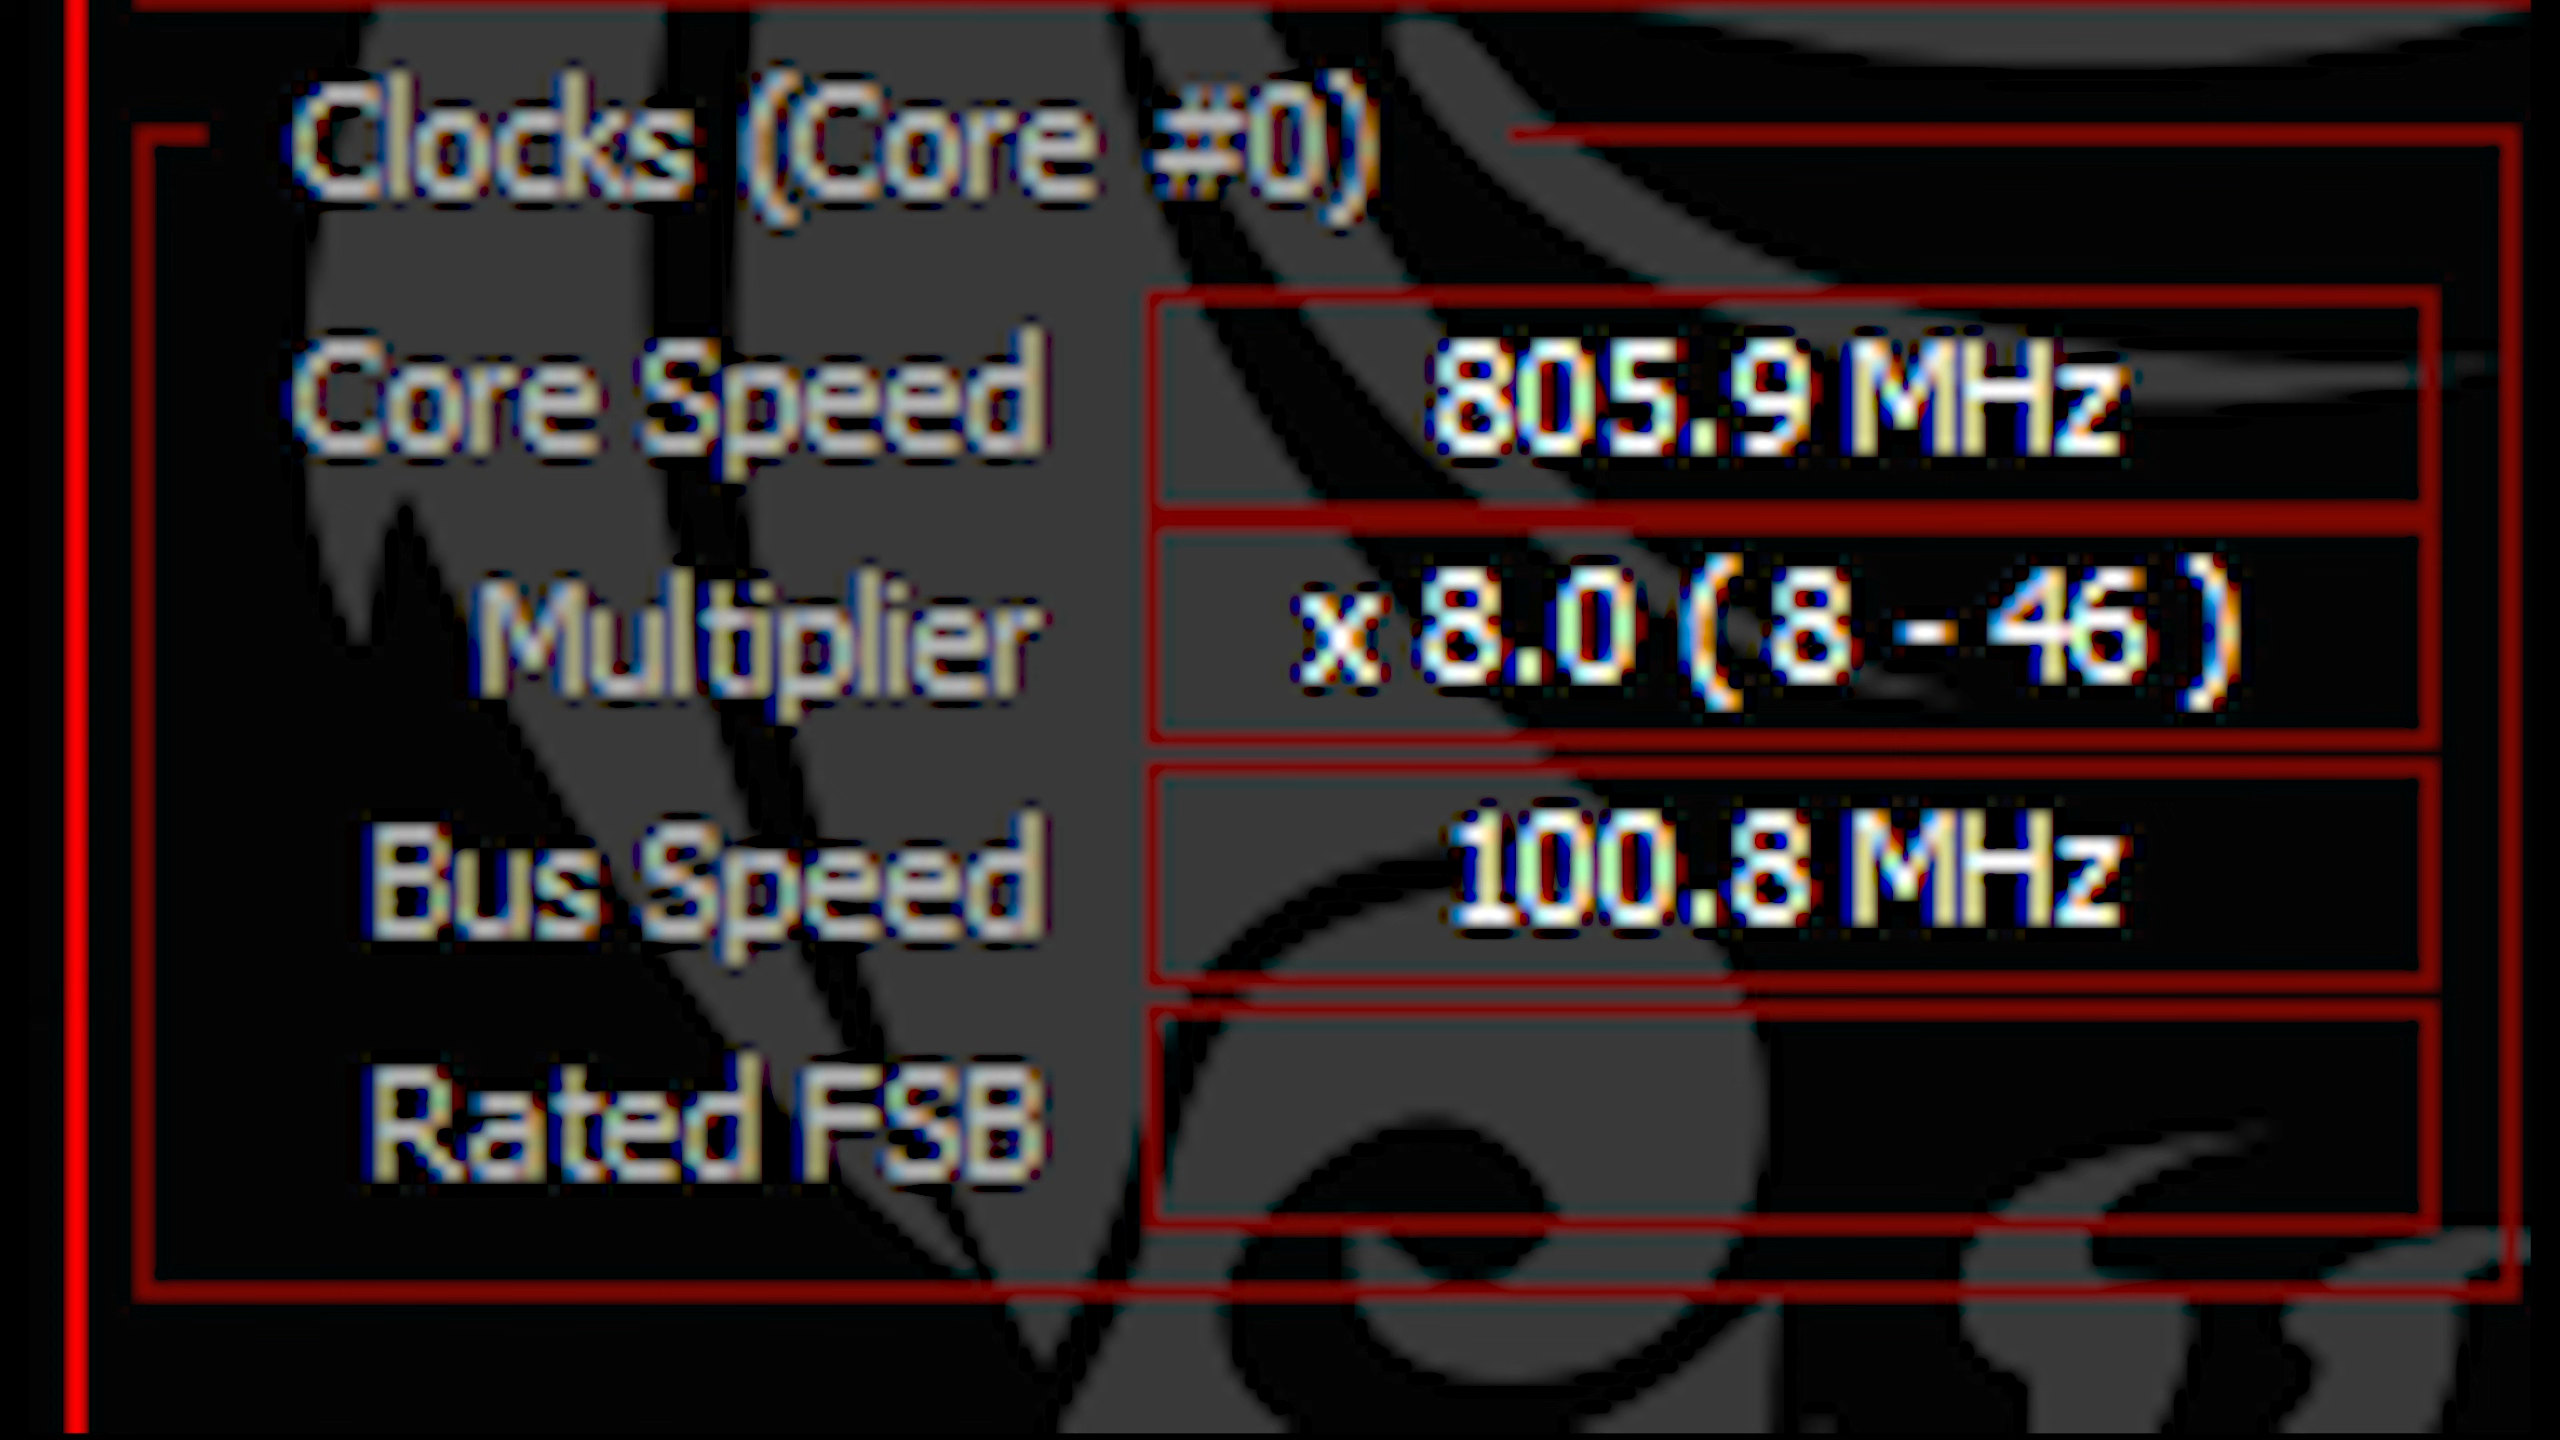 Clocks (Core #0)
Core Speed 805.9 MHz
Multiplier x 8.0 ( 8 - 46 )
Bus Speed 100.8 MHz
Rated FSB